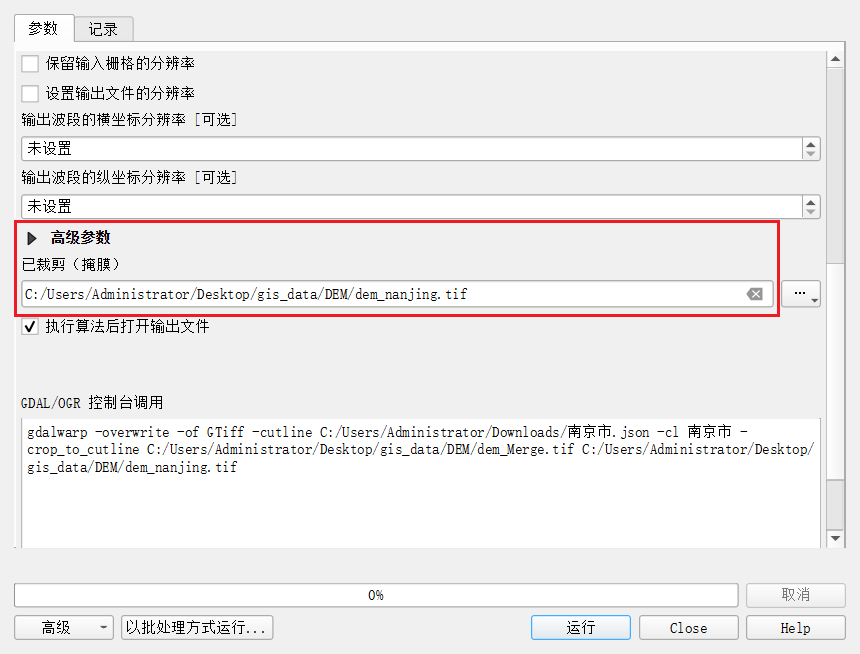 参数 记录
保留输入栅格的分辨率
设置输出文件的分辨率
输出波段的横坐标分辨率 [可选]
未设置
输出波段的纵坐标分辨率 [可选]
未设置
高级参数
已裁剪（掩膜）
C:/Users/Administrator/Desktop/gis_data/DEM/dem_nanjing.tif
...
执行算法后打开输出文件
GDAL/OGR 控制台调用
gdalwarp -overwrite -of GTiff -cutline C:/Users/Administrator/Downloads/南京市.json -cl 南京市 -
crop_to_cutline C:/Users/Administrator/Desktop/gis_data/DEM/dem_Merge.tif C:/Users/Administrator/Desktop/
gis_data/DEM/dem_nanjing.tif
0% 取消
高级 以批处理方式运行... 运行 Close Help